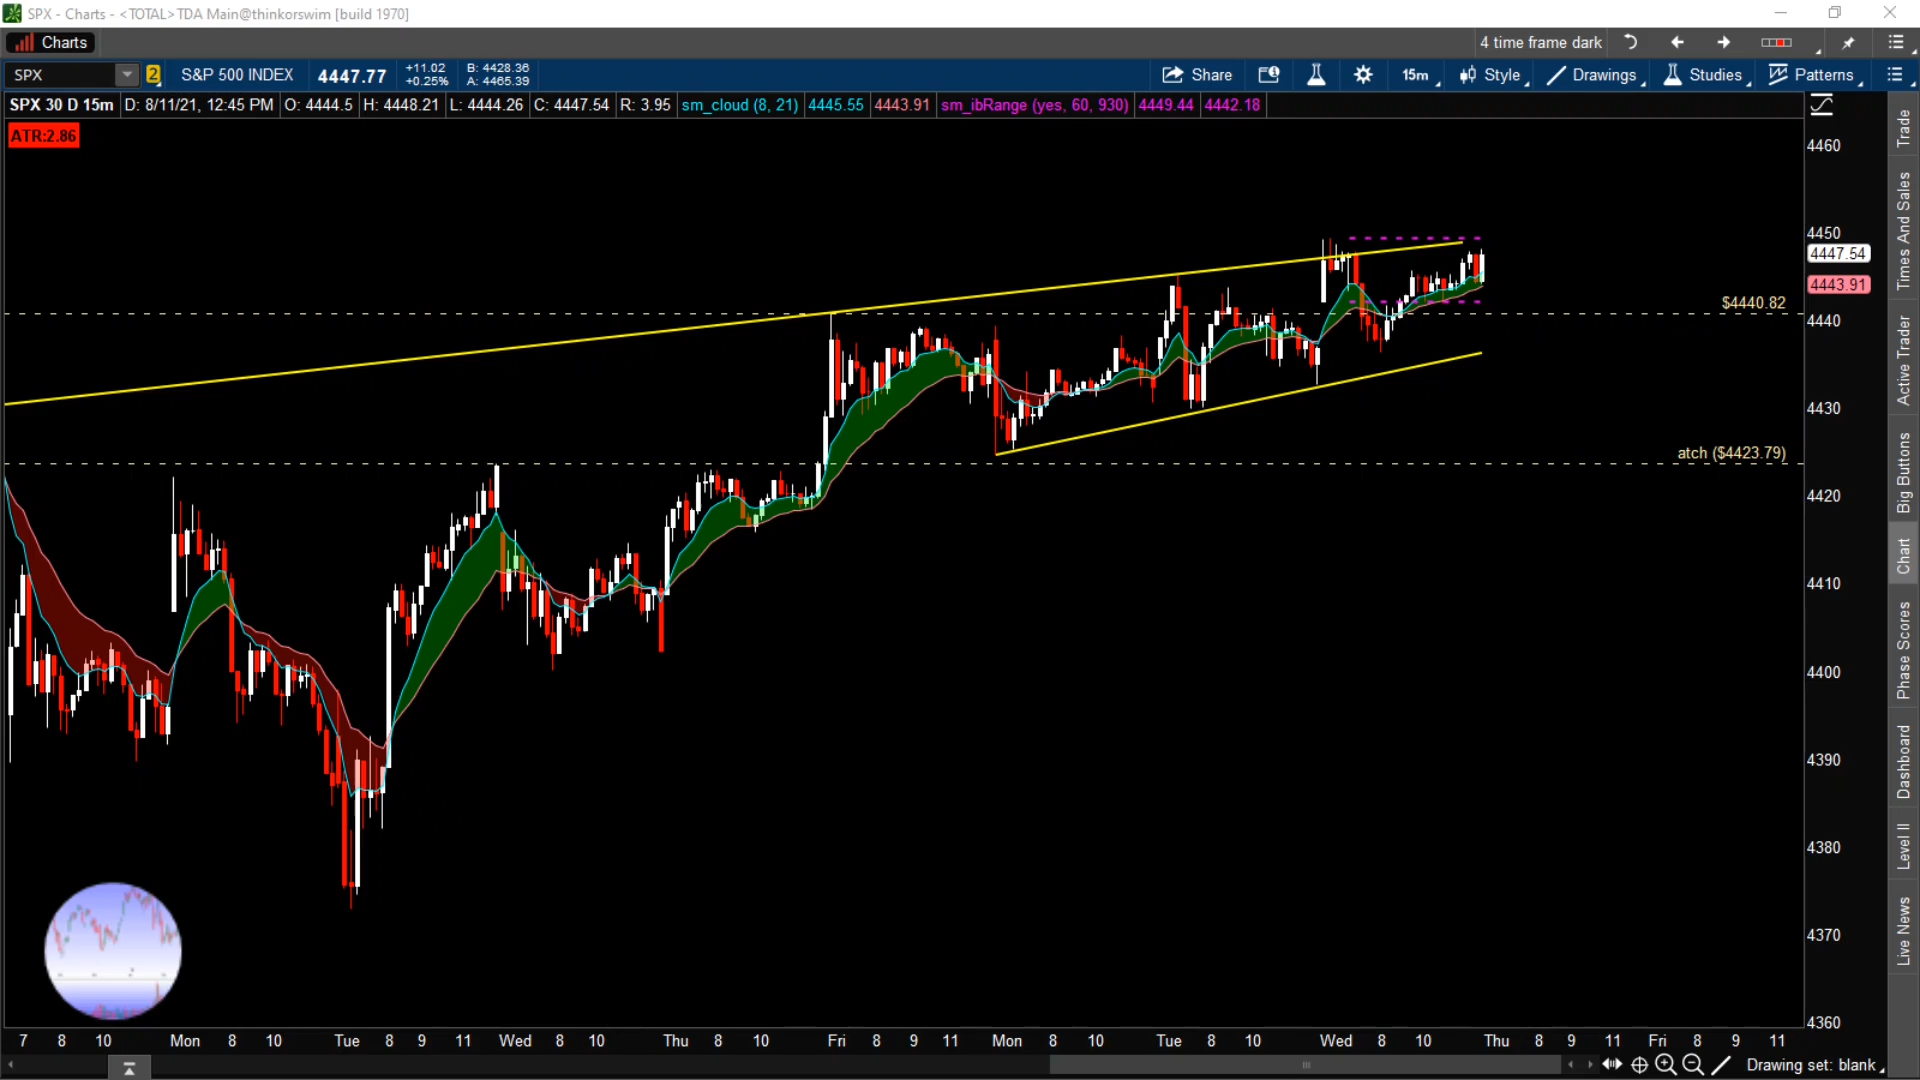 SPX - Charts - <TOTAL> TDA Main@thinkorswim [build 1970]
Charts
4 time frame dark
SPX
2
S&P 500 INDEX
4447.77
+11.02
+0.25%
B: 4428.36
A: 4465.39
Share
15m
Style
Drawings
Studies
Patterns
SPX 30 D 15m
D: 8/11/21, 12:45 PM
O: 4444.5
H: 4448.21
L: 4444.26
C: 4447.54
R: 3.95
sm_cloud (8, 21)
4445.55
4443.91
sm_ibRange (yes, 60, 930)
4449.44
4442.18
ATR:2.86
4460
4450
4447.54
4443.91
$4440.82
4440
4430
atch ($4423.79)
4420
4410
4400
4390
4380
4370
4360
Trade
Times And Sales
Active Trader
Big Buttons
Chart
Phase Scores
Dashboard
Level II
Live News
7 8 10 Mon 8 10 Tue 8 9 11 Wed 8 10 Thu 8 10 Fri 8 9 11 Mon 8 10 Tue 8 10 Wed 8 10 Thu 8 9 11 Fri 8 9 11
Drawing set: blank